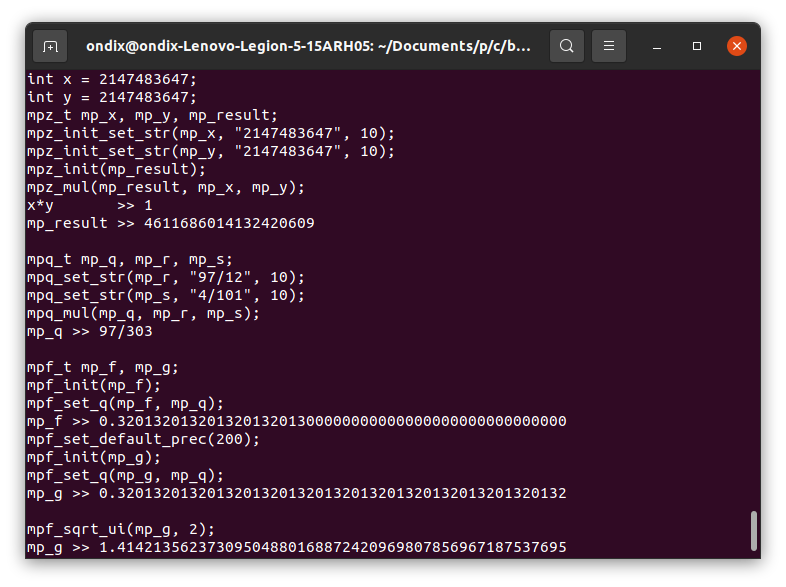 ondix@ondix-Lenovo-Legion-5-15ARH05: ~/Documents/p/c/b...
int x = 2147483647;
int y = 2147483647;
mpz_t mp_x, mp_y, mp_result;
mpz_init_set_str(mp_x, "2147483647", 10);
mpz_init_set_str(mp_y, "2147483647", 10);
mpz_init(mp_result);
mpz_mul(mp_result, mp_x, mp_y);
x*y       >> 1
mp_result >> 4611686014132420609

mpq_t mp_q, mp_r, mp_s;
mpq_set_str(mp_r, "97/12", 10);
mpq_set_str(mp_s, "4/101", 10);
mpq_mul(mp_q, mp_r, mp_s);
mp_q >> 97/303

mpf_t mp_f, mp_g;
mpf_init(mp_f);
mpf_set_q(mp_f, mp_q);
mp_f >> 0.32013201320132013201300000000000000000000000000000
mpf_set_default_prec(200);
mpf_init(mp_g);
mpf_set_q(mp_g, mp_q);
mp_g >> 0.32013201320132013201320132013201320132013201320132

mpf_sqrt_ui(mp_g, 2);
mp_g >> 1.41421356237309504880168872420969807856967187537695